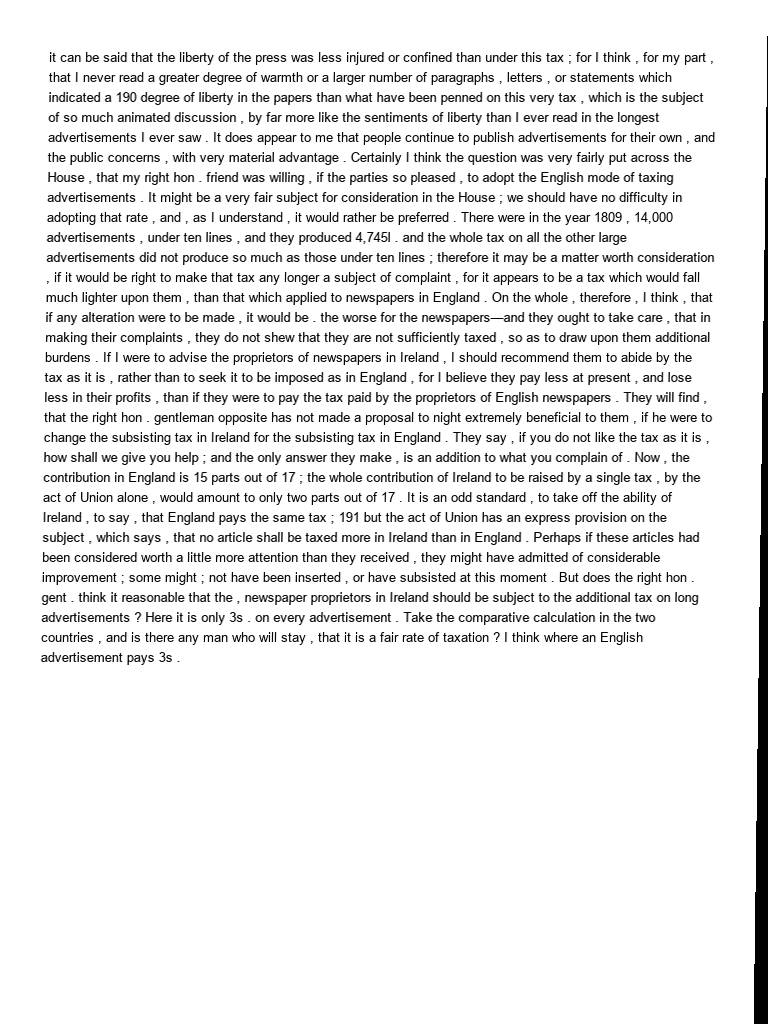 it can be said that the liberty of the press was less injured or confined than under this tax ; for I think , for my part ,
that I never read a greater degree of warmth or a larger number of paragraphs , letters , or statements which
indicated a 190 degree of liberty in the papers than what have been penned on this very tax , which is the subject
of so much animated discussion , by far more like the sentiments of liberty than I ever read in the longest
advertisements I ever saw . It does appear to me that people continue to publish advertisements for their own , and
the public concerns , with very material advantage . Certainly I think the question was very fairly put across the
House , that my right hon . friend was willing , if the parties so pleased , to adopt the English mode of taxing
advertisements . It might be a very fair subject for consideration in the House ; we should have no difficulty in
adopting that rate , and , as I understand , it would rather be preferred . There were in the year 1809 , 14,000
advertisements , under ten lines , and they produced 4,745l . and the whole tax on all the other large
advertisements did not produce so much as those under ten lines ; therefore it may be a matter worth consideration
, if it would be right to make that tax any longer a subject of complaint , for it appears to be a tax which would fall
much lighter upon them , than that which applied to newspapers in England . On the whole , therefore , I think , that
if any alteration were to be made , it would be . the worse for the newspapers—and they ought to take care , that in
making their complaints , they do not shew that they are not sufficiently taxed , so as to draw upon them additional
burdens . If I were to advise the proprietors of newspapers in Ireland , I should recommend them to abide by the
tax as it is , rather than to seek it to be imposed as in England , for I believe they pay less at present , and lose
less in their profits , than if they were to pay the tax paid by the proprietors of English newspapers . They will find ,
that the right hon . gentleman opposite has not made a proposal to night extremely beneficial to them , if he were to
change the subsisting tax in Ireland for the subsisting tax in England . They say , if you do not like the tax as it is ,
how shall we give you help ; and the only answer they make , is an addition to what you complain of . Now , the
contribution in England is 15 parts out of 17 ; the whole contribution of Ireland to be raised by a single tax , by the
act of Union alone , would amount to only two parts out of 17 . It is an odd standard , to take off the ability of
Ireland , to say , that England pays the same tax ; 191 but the act of Union has an express provision on the
subject , which says , that no article shall be taxed more in Ireland than in England . Perhaps if these articles had
been considered worth a little more attention than they received , they might have admitted of considerable
improvement ; some might ; not have been inserted , or have subsisted at this moment . But does the right hon .
gent . think it reasonable that the , newspaper proprietors in Ireland should be subject to the additional tax on long
advertisements ? Here it is only 3s . on every advertisement . Take the comparative calculation in the two
countries , and is there any man who will stay , that it is a fair rate of taxation ? I think where an English
advertisement pays 3s .